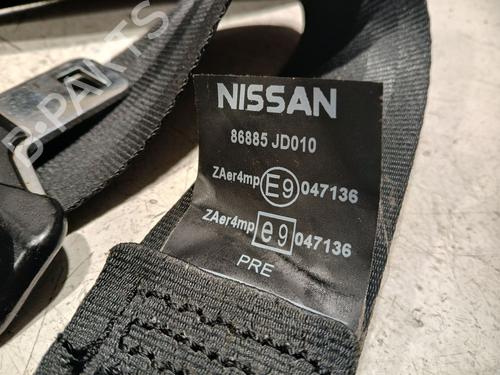 NISSAN
86885 JD010
ZAer4mp E9 047136
ZAer4mp e9 047136
PRE
B-PARTS